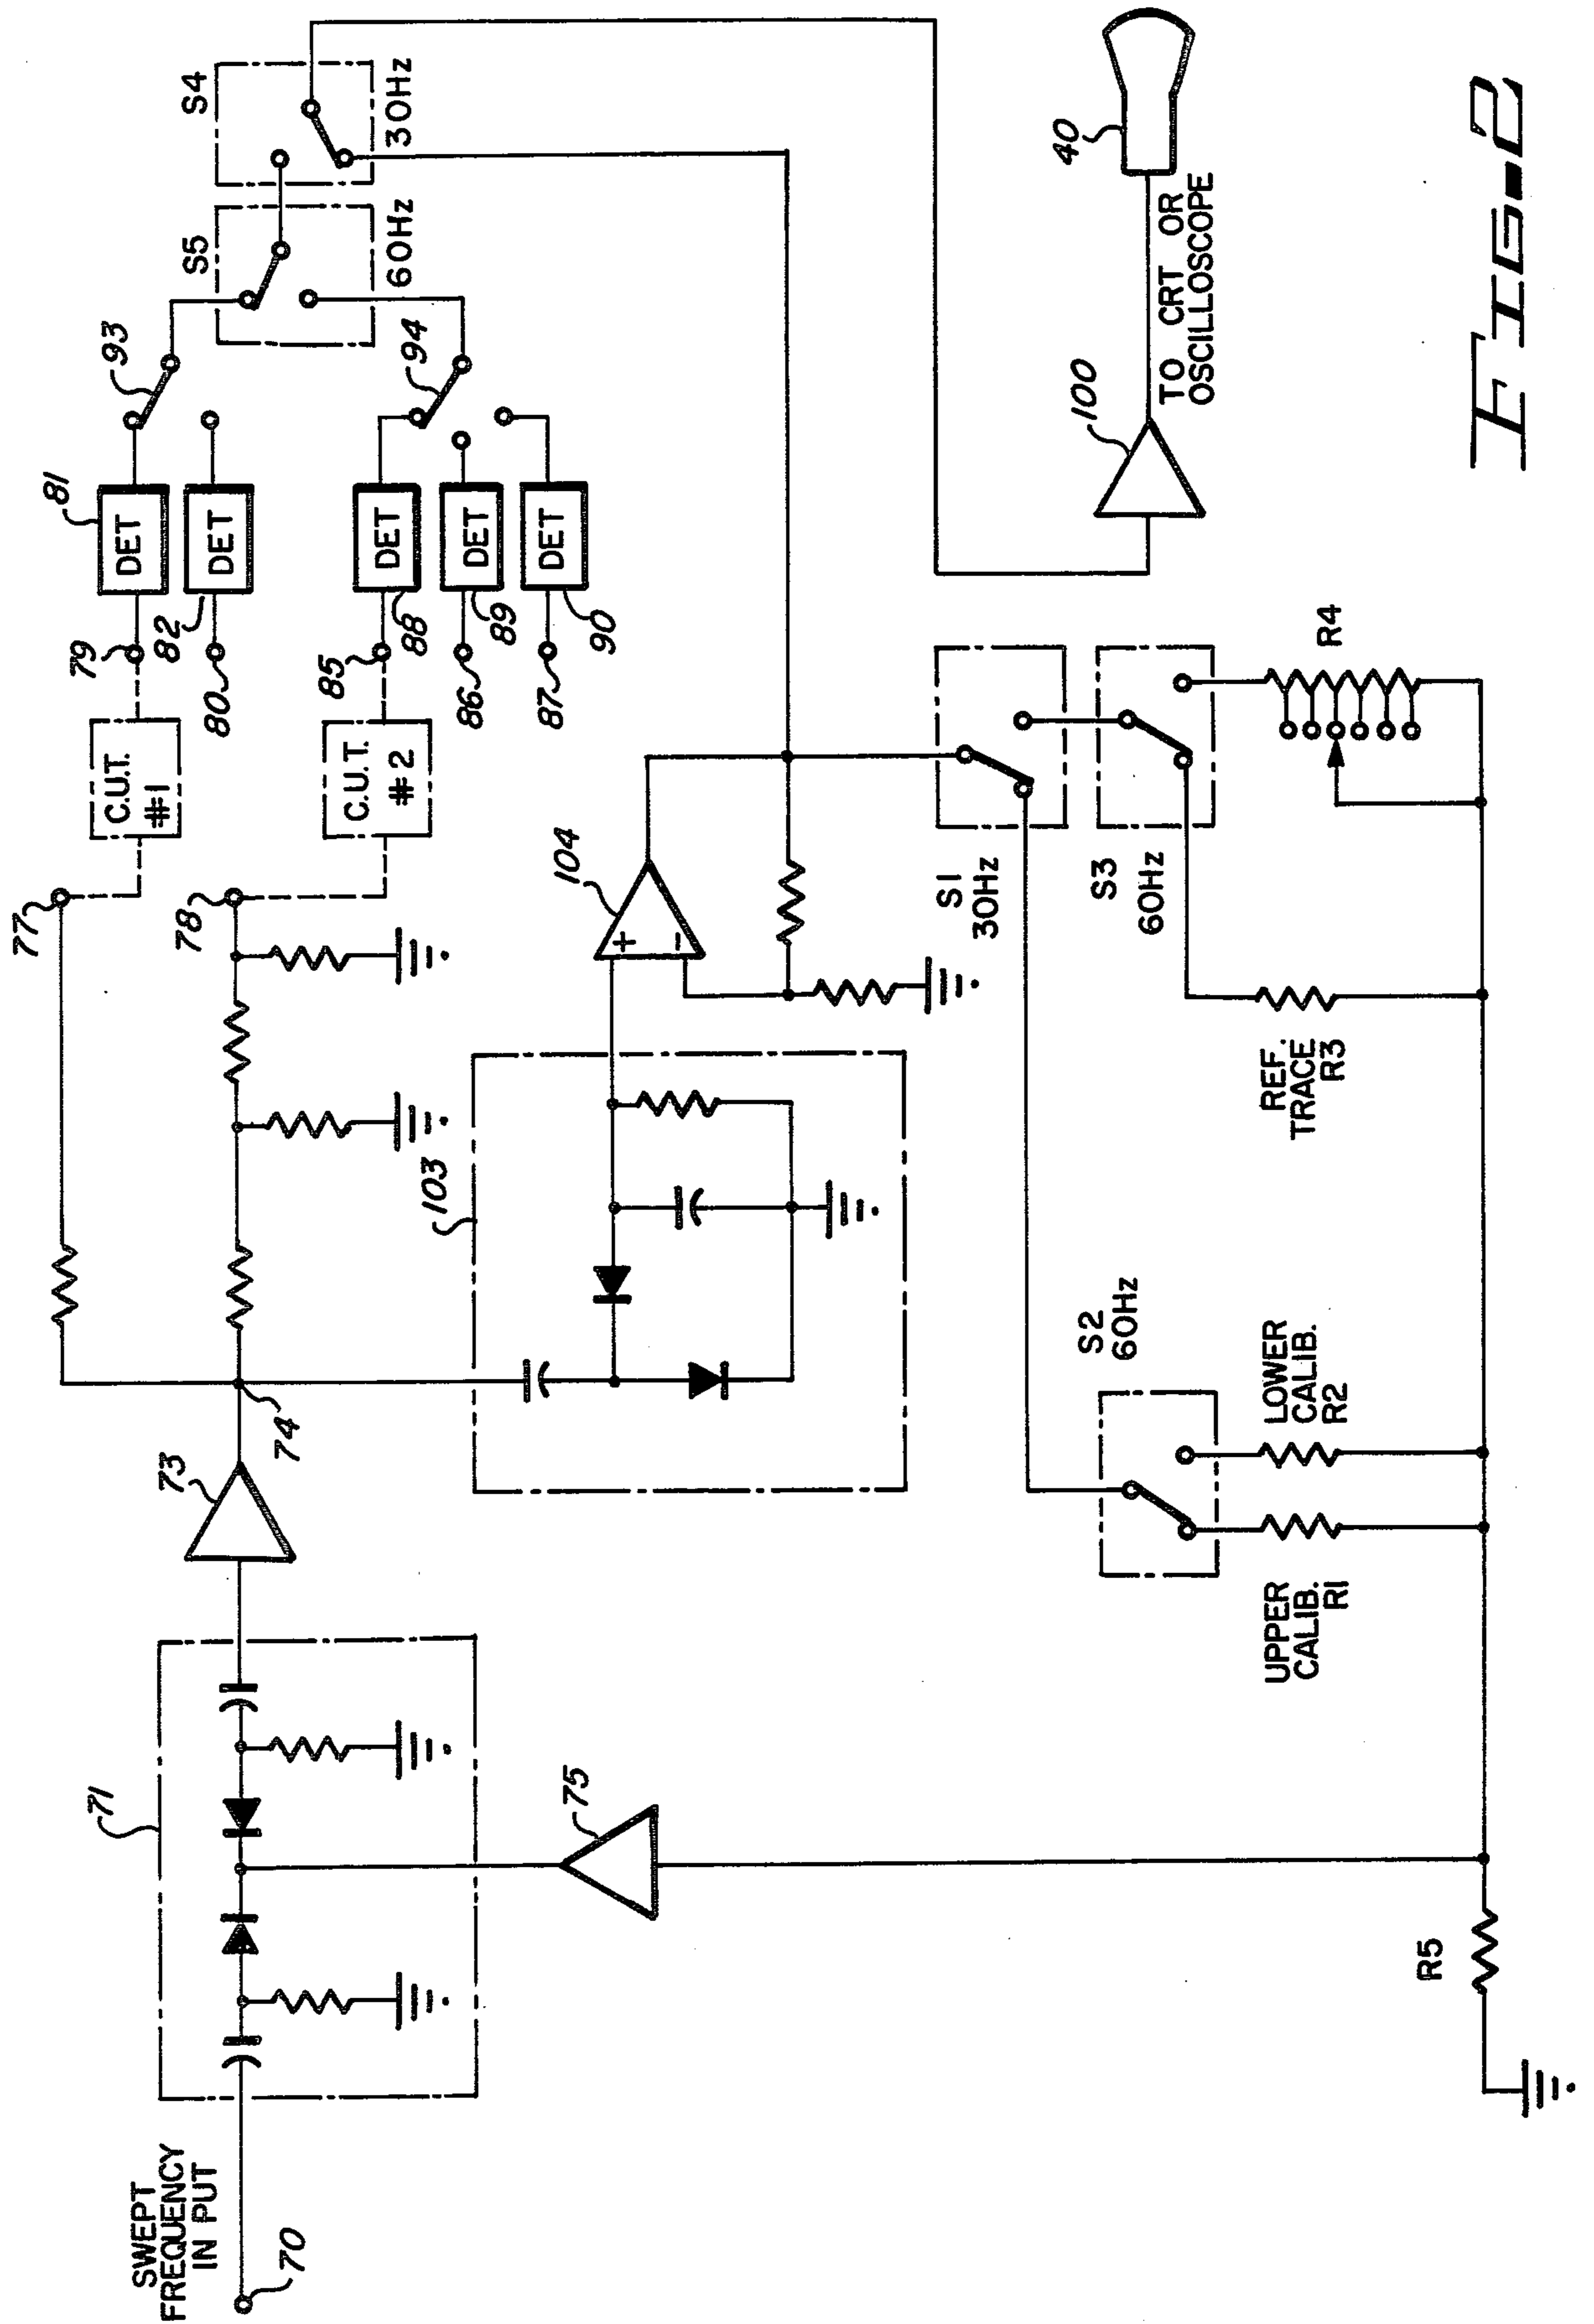 SWEPT
FREQUENCY
IN PUT
70
71
75
73
74
77
78
103
104
C.U.T.
#1
C.U.T.
#2
79
80
85
86
87
81
DET
82
DET
DET
88
DET
89
DET
90
93
94
S5
60Hz
S4
30Hz
S1
30Hz
S2
60Hz
S3
60Hz
UPPER
CALIB.
R1
LOWER
CALIB.
R2
REF.
TRACE
R3
R4
R5
+
-
100
TO CRT OR
OSCILLOSCOPE
40
FIG-2